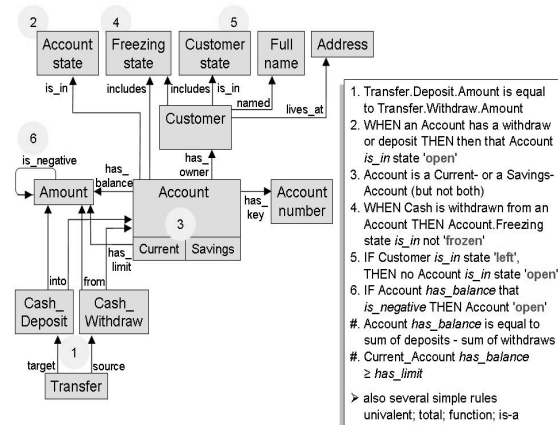 2
4
5
Account
state
Freezing
state
Customer
state
Full
name
Address
is_in
includes
includes
is_in
named
lives_at
Customer
6
is_negative
has_
owner
Amount
has_
balance
Account
has_
key
Account
number
3
has_
limit
Current
Savings
into
from
Cash_
Deposit
Cash_
Withdraw
1
target
source
Transfer
1. Transfer.Deposit.Amount is equal
to Transfer.Withdraw.Amount
2. WHEN an Account has a withdraw
or deposit THEN then that Account
is_in state 'open'
3. Account is a Current- or a Savings-
Account (but not both)
4. WHEN Cash is withdrawn from an
Account THEN Account.Freezing
state is_in not 'frozen'
5. IF Customer is_in state 'left',
THEN no Account is_in state 'open'
6. IF Account has_balance that
is_negative THEN Account 'open'
#. Account has_balance is equal to
sum of deposits - sum of withdraws
#. Current_Account has_balance
≥ has_limit
➢ also several simple rules
univalent; total; function; is-a